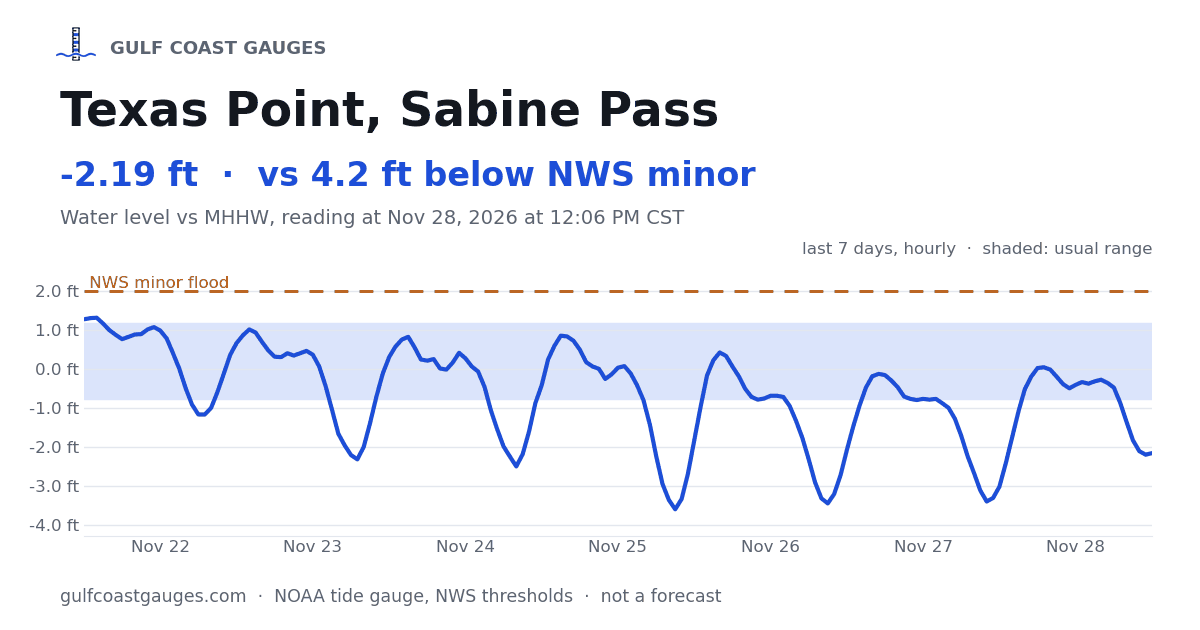 GULF COAST GAUGES
Texas Point, Sabine Pass
-2.19 ft · vs 4.2 ft below NWS minor
Water level vs MHHW, reading at Nov 28, 2026 at 12:06 PM CST
last 7 days, hourly · shaded: usual range
NWS minor flood
2.0 ft
1.0 ft
0.0 ft
-1.0 ft
-2.0 ft
-3.0 ft
-4.0 ft
Nov 22 Nov 23 Nov 24 Nov 25 Nov 26 Nov 27 Nov 28
gulfcoastgauges.com · NOAA tide gauge, NWS thresholds · not a forecast